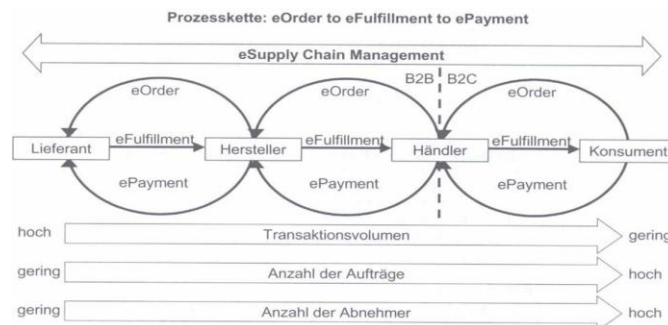 Prozesskette: eOrder to eFulfillment to ePayment
eSupply Chain Management
B2B B2C
eOrder eOrder eOrder
Lieferant eFulfillment Hersteller eFulfillment Händler eFulfillment Konsument
ePayment ePayment ePayment
hoch Transaktionsvolumen gering
gering Anzahl der Aufträge hoch
gering Anzahl der Abnehmer hoch